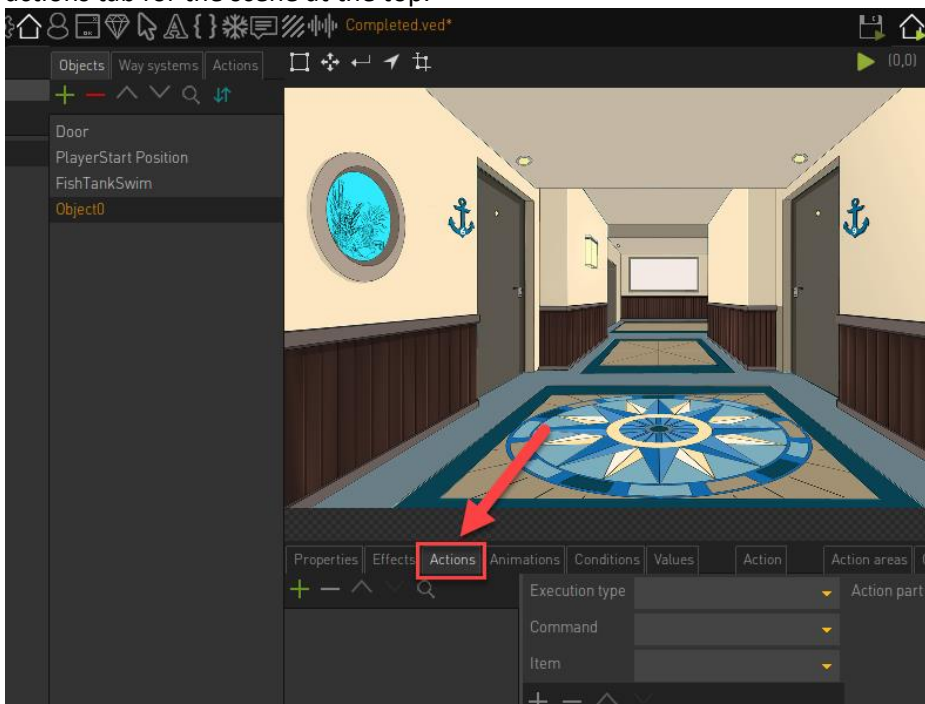 actions tab for the scene at the top.
Completed.ved*
Objects Way systems Actions
(0,0)
Door
PlayerStart Position
FishTankSwim
Object0
Properties Effects Actions Animations Conditions Values Action Action areas
Execution type
Action part
Command
Item